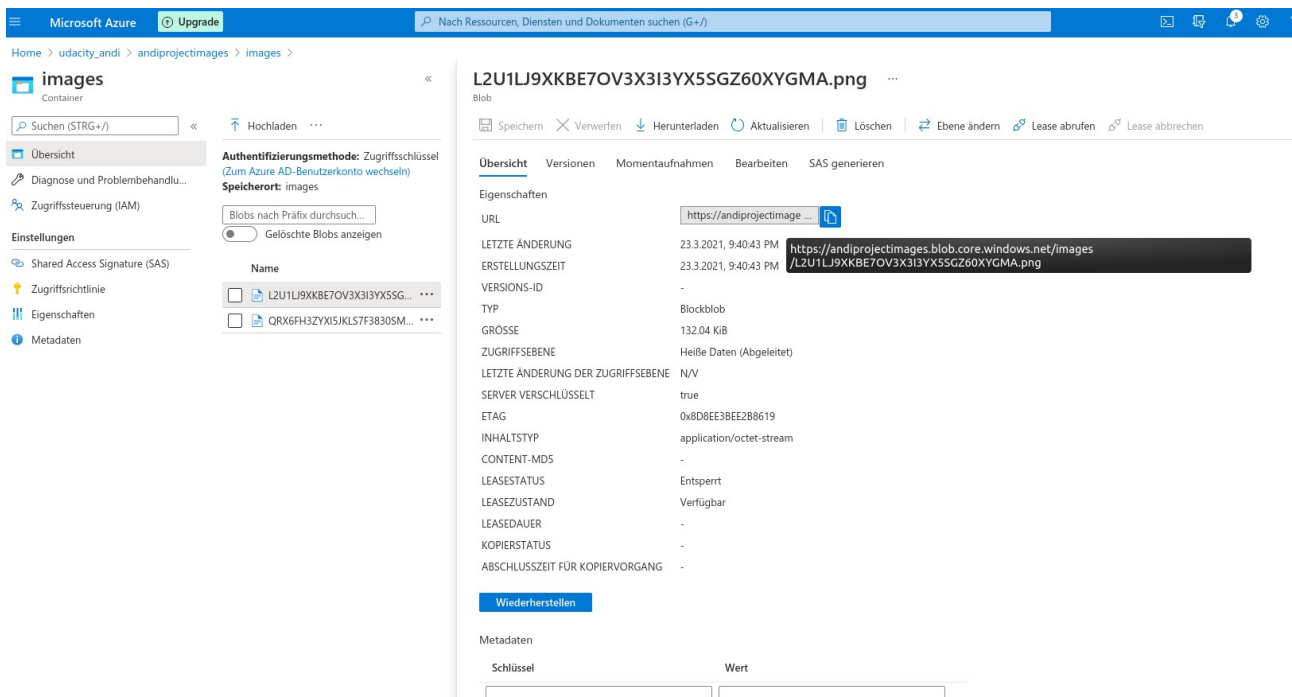 Microsoft Azure
Upgrade
Nach Ressourcen, Diensten und Dokumenten suchen (G+/)
3
Home > udacity_andi > andiprojectimages > images >
images
Container
«
Suchen (STRG+/)
«
Übersicht
Diagnose und Problembehandlu...
Zugriffssteuerung (IAM)
Einstellungen
Shared Access Signature (SAS)
Zugriffsrichtlinie
Eigenschaften
Metadaten
Hochladen ...
Authentifizierungsmethode: Zugriffsschlüssel
(Zum Azure AD-Benutzerkonto wechseln)
Speicherort: images
Blobs nach Präfix durchsuch...
Gelöschte Blobs anzeigen
Name
L2U1LJ9XKBE7OV3X3I3YX5SG... ...
QRX6FH3ZYXI5JKLS7F3830SM... ...
L2U1LJ9XKBE7OV3X3I3YX5SGZ60XYGMA.png ...
Blob
Speichern Verwerfen Herunterladen Aktualisieren Löschen Ebene ändern Lease abrufen Lease abbrechen
Übersicht Versionen Momentaufnahmen Bearbeiten SAS generieren
Eigenschaften
URL https://andiprojectimage ...
https://andiprojectimages.blob.core.windows.net/images
/L2U1LJ9XKBE7OV3X3I3YX5SGZ60XYGMA.png
LETZTE ÄNDERUNG 23.3.2021, 9:40:43 PM
ERSTELLUNGSZEIT 23.3.2021, 9:40:43 PM
VERSIONS-ID -
TYP Blockblob
GRÖSSE 132.04 KiB
ZUGRIFFSEBENE Heiße Daten (Abgeleitet)
LETZTE ÄNDERUNG DER ZUGRIFFSEBENE N/V
SERVER VERSCHLÜSSELT true
ETAG 0x8D8EE3BEE2B8619
INHALTSTYP application/octet-stream
CONTENT-MD5 -
LEASESTATUS Entsperrt
LEASEZUSTAND Verfügbar
LEASEDAUER -
KOPIERSTATUS -
ABSCHLUSSZEIT FÜR KOPIERVORGANG -
Wiederherstellen
Metadaten
Schlüssel Wert